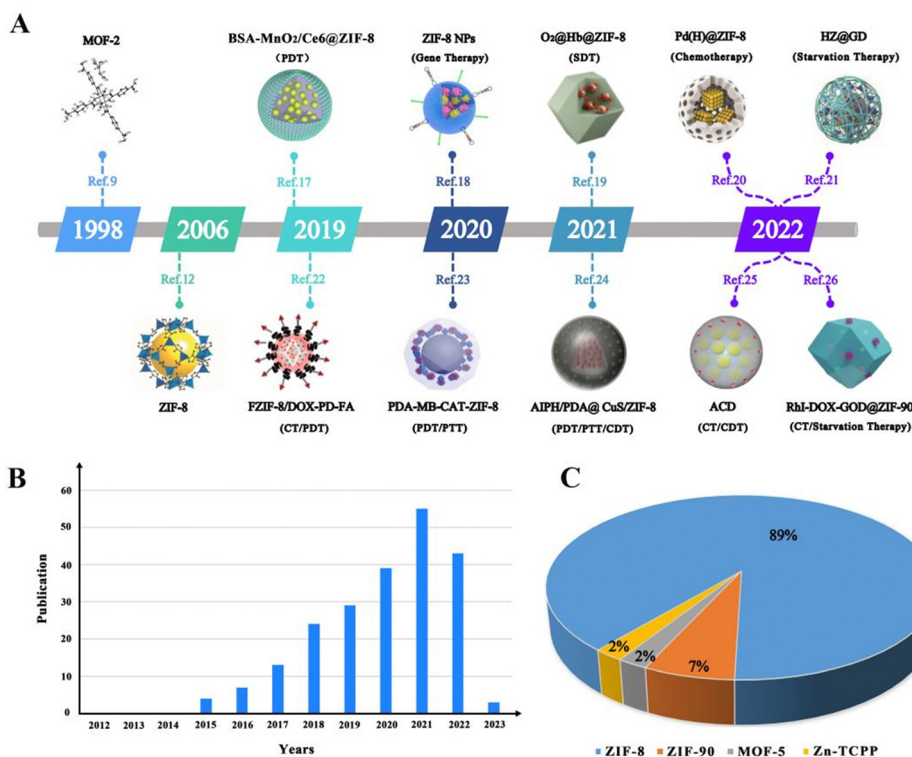 A
MOF-2
BSA-MnO2/Ce6@ZIF-8
(PDT)
ZIF-8 NPs
(Gene Therapy)
O2@Hb@ZIF-8
(SDT)
Pd(H)@ZIF-8
(Chemotherapy)
HZ@GD
(Starvation Therapy)
Ref.9
Ref.17
Ref.18
Ref.19
Ref.20
Ref.21
1998
2006
2019
2020
2021
2022
Ref.12
Ref.22
Ref.23
Ref.24
Ref.25
Ref.26
ZIF-8
FZIF-8/DOX-PD-FA
(CT/PDT)
PDA-MB-CAT-ZIF-8
(PDT/PTT)
AIPH/PDA@ CuS/ZIF-8
(PDT/PTT/CDT)
ACD
(CT/CDT)
RhI-DOX-GOD@ZIF-90
(CT/Starvation Therapy)
B
60
50
40
30
20
10
0
Publication
2012 2013 2014 2015 2016 2017 2018 2019 2020 2021 2022 2023
Years
C
89%
2%
2%
7%
ZIF-8 ZIF-90 MOF-5 Zn-TCPP